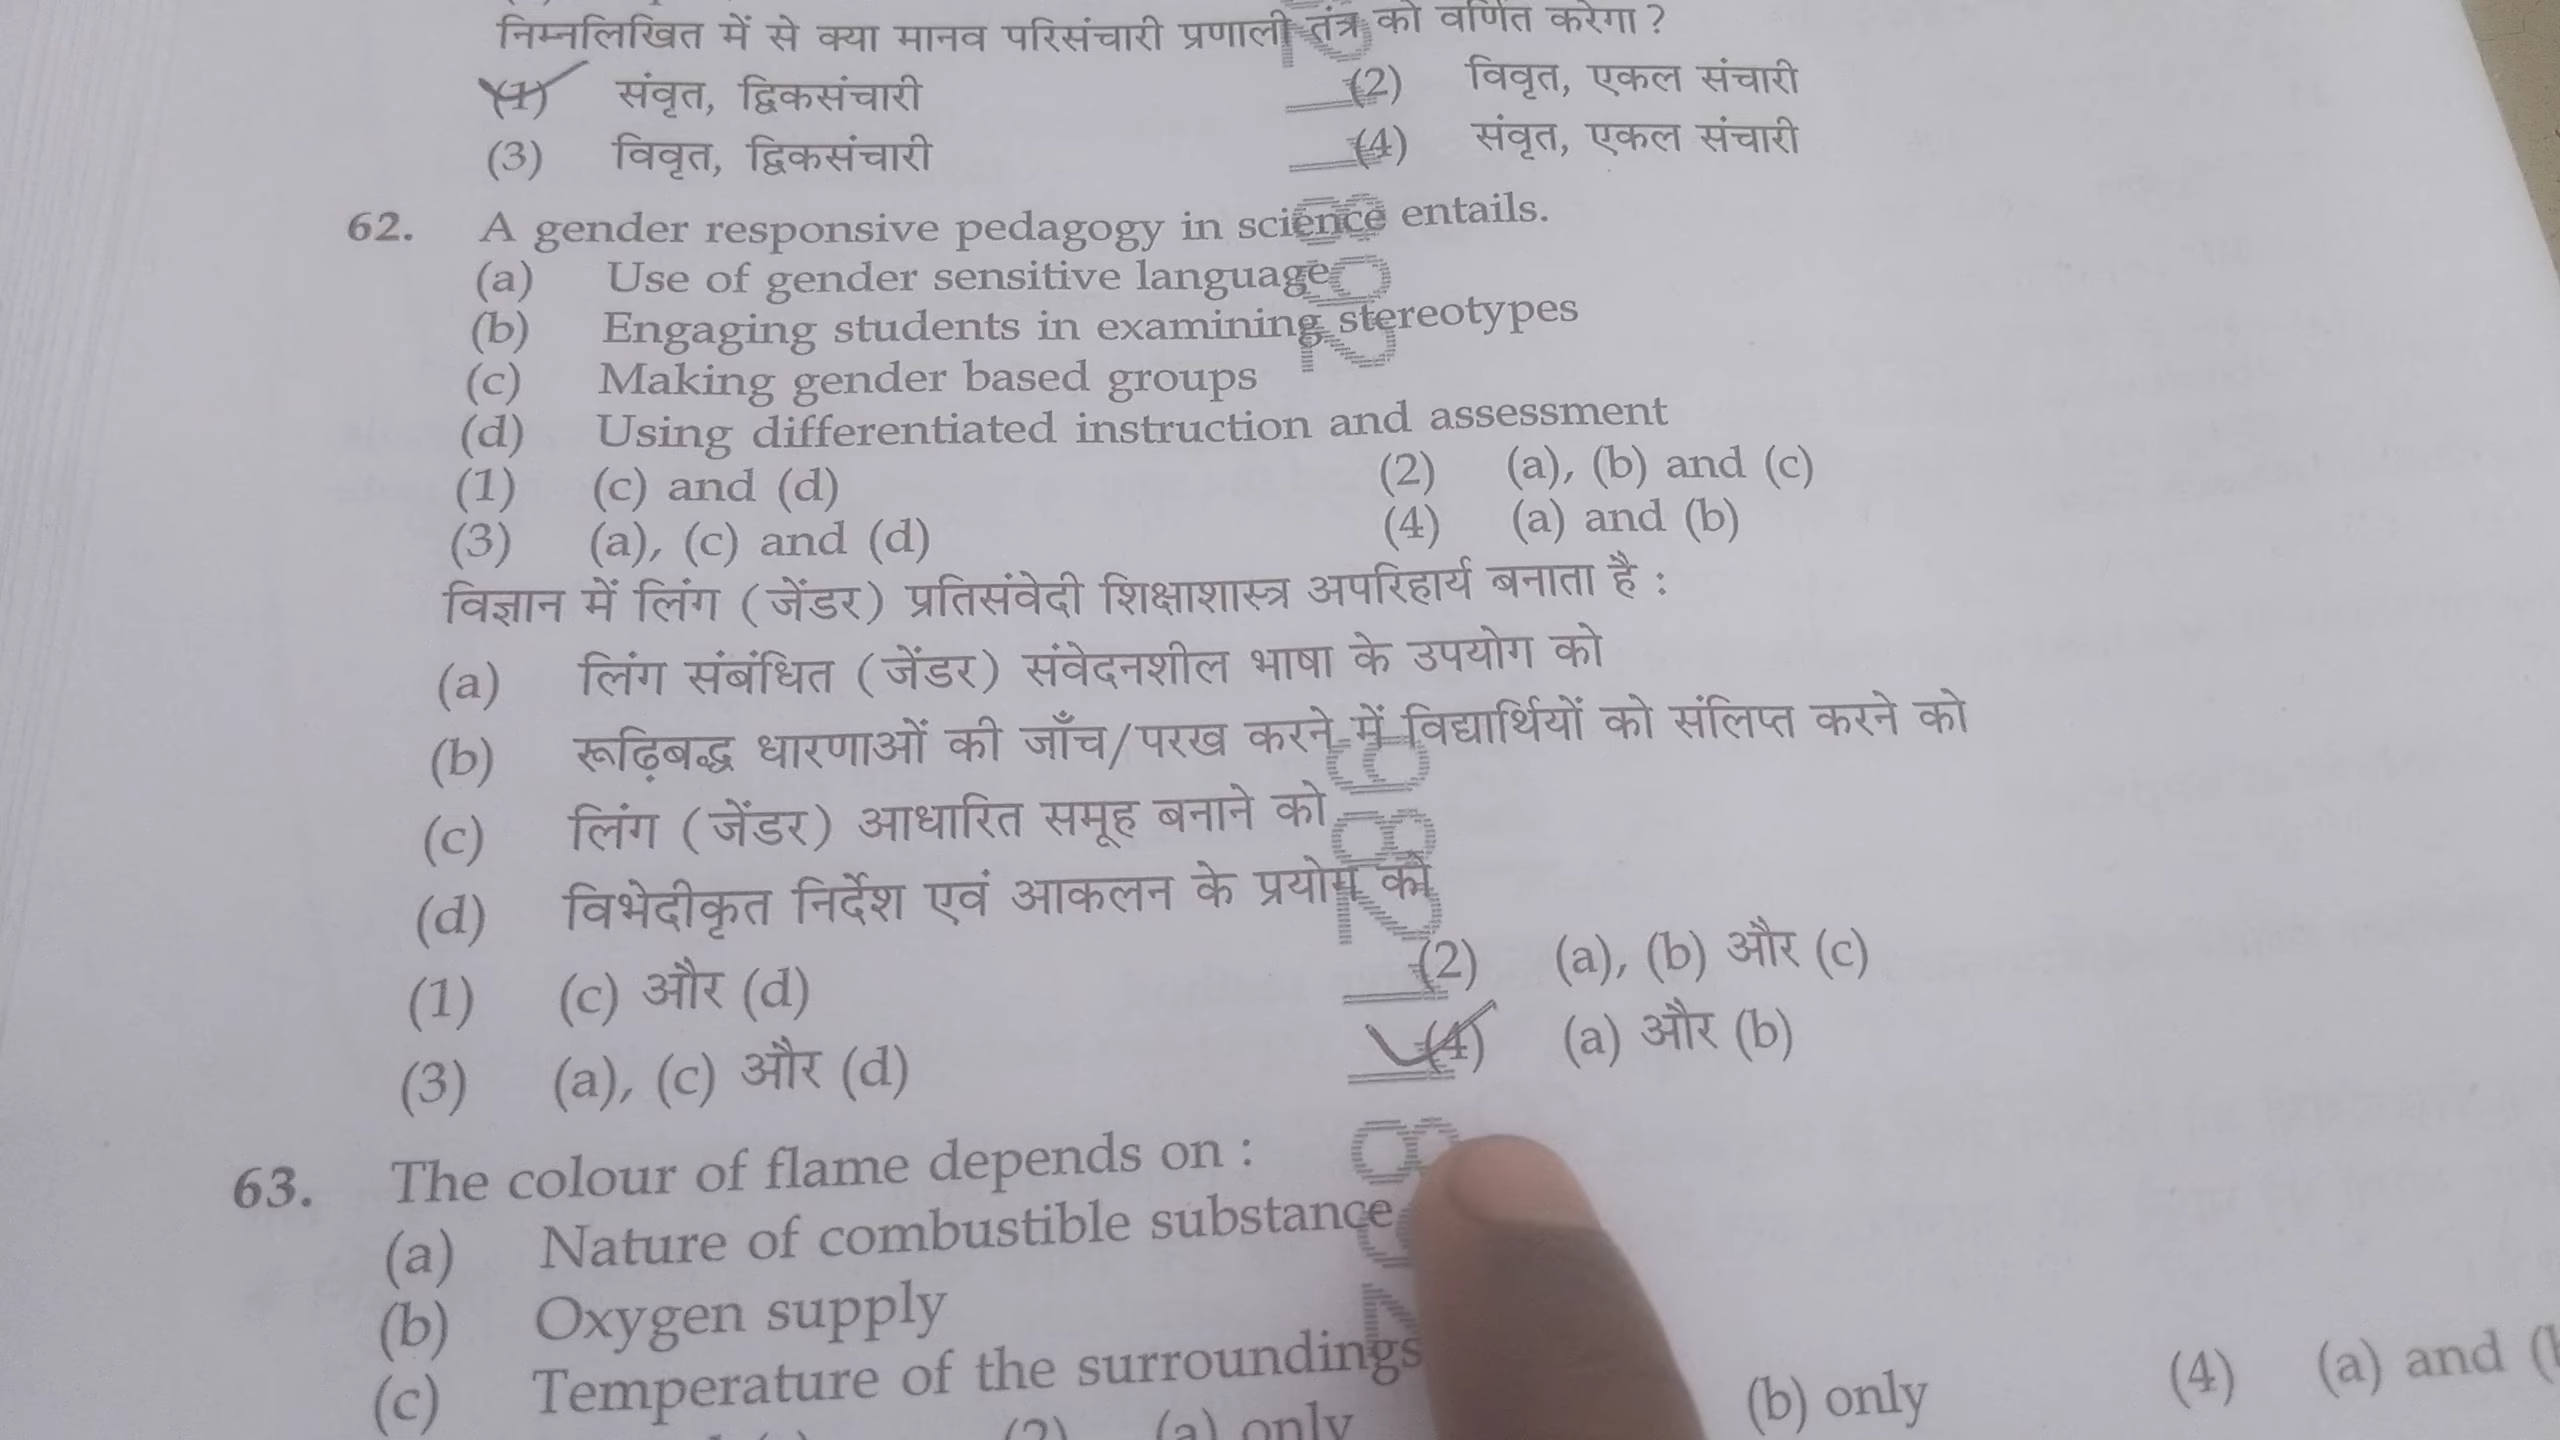 निम्नलिखित में से क्या मानव परिसंचारी प्रणाली तंत्र को वर्णित करेगा ?
(1) संवृत, द्विकसंचारी (2) विवृत, एकल संचारी
(3) विवृत, द्विकसंचारी (4) संवृत, एकल संचारी
62. A gender responsive pedagogy in science entails.
(a) Use of gender sensitive language
(b) Engaging students in examining stereotypes
(c) Making gender based groups
(d) Using differentiated instruction and assessment
(1) (c) and (d) (2) (a), (b) and (c)
(3) (a), (c) and (d) (4) (a) and (b)
विज्ञान में लिंग (जेंडर) प्रतिसंवेदी शिक्षाशास्त्र अपरिहार्य बनाता है :
(a) लिंग संबंधित (जेंडर) संवेदनशील भाषा के उपयोग को
(b) रूढ़िबद्ध धारणाओं की जाँच/परख करने में विद्यार्थियों को संलिप्त करने को
(c) लिंग (जेंडर) आधारित समूह बनाने को
(d) विभेदीकृत निर्देश एवं आकलन के प्रयोग को
(1) (c) और (d) (2) (a), (b) और (c)
(3) (a), (c) और (d) (4) (a) और (b)
63. The colour of flame depends on :
(a) Nature of combustible substance
(b) Oxygen supply
(c) Temperature of the surroundings
(2) (a) only (b) only (4) (a) and